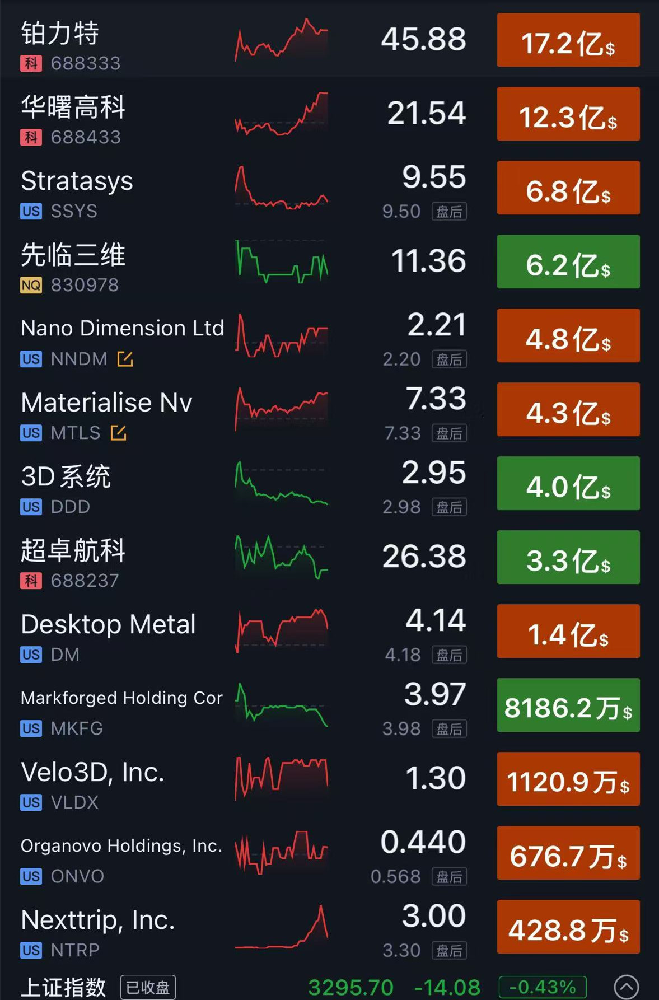 铂力特 45.88 17.2亿$
科 688333
华曙高科 21.54 12.3亿$
科 688433
Stratasys 9.55 6.8亿$
US SSYS 9.50 盘后
先临三维 11.36 6.2亿$
NQ 830978
Nano Dimension Ltd 2.21 4.8亿$
US NNDM 2.20 盘后
Materialise Nv 7.33 4.3亿$
US MTLS 7.33 盘后
3D系统 2.95 4.0亿$
US DDD 2.98 盘后
超卓航科 26.38 3.3亿$
科 688237
Desktop Metal 4.14 1.4亿$
US DM 4.18 盘后
Markforged Holding Cor 3.97 8186.2万$
US MKFG 3.98 盘后
Velo3D, Inc. 1.30 1120.9万$
US VLDX
Organovo Holdings, Inc. 0.440 676.7万$
US ONVO 0.568 盘后
Nexttrip, Inc. 3.00 428.8万$
US NTRP 3.30 盘后
上证指数 已收盘 3295.70 -14.08 -0.43%